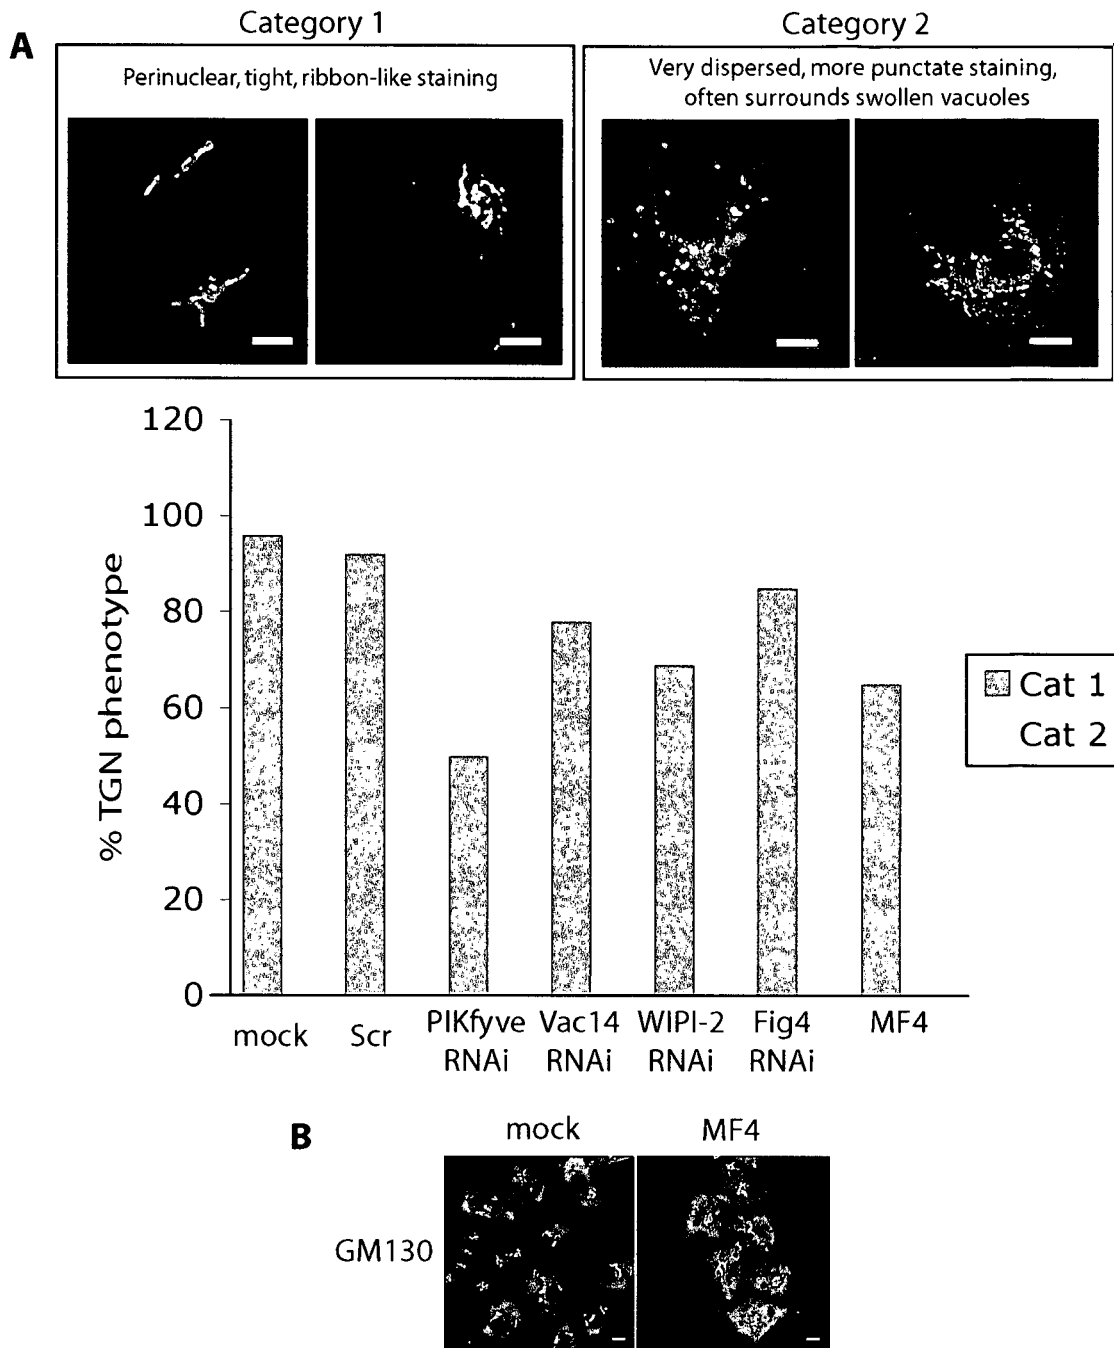 A
Category 1
Perinuclear, tight, ribbon-like staining
Category 2
Very dispersed, more punctate staining,
often surrounds swollen vacuoles
% TGN phenotype
120
100
80
60
40
20
0
mock
Scr
PIKfyve
RNAi
Vac14
RNAi
WIPI-2
RNAi
Fig4
RNAi
MF4
Cat 1
Cat 2
B
mock
MF4
GM130